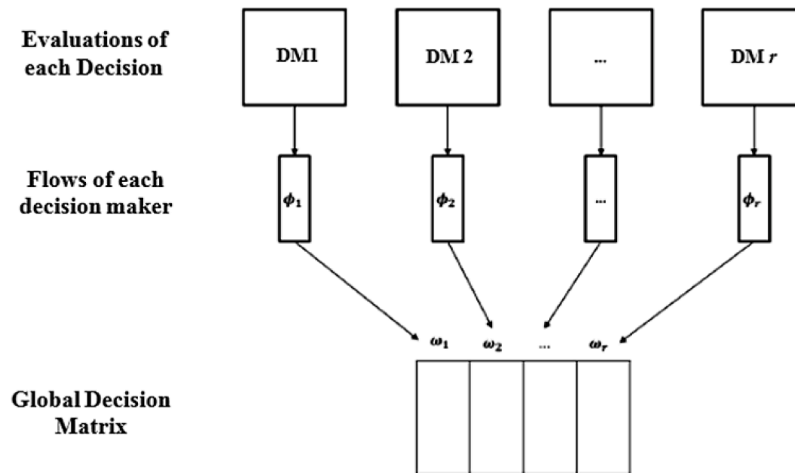 Evaluations of
each Decision
DM1
DM 2
...
DM r
Flows of each
decision maker
ϕ₁
ϕ₂
...
ϕᵣ
ω₁
ω₂
...
ωᵣ
Global Decision
Matrix